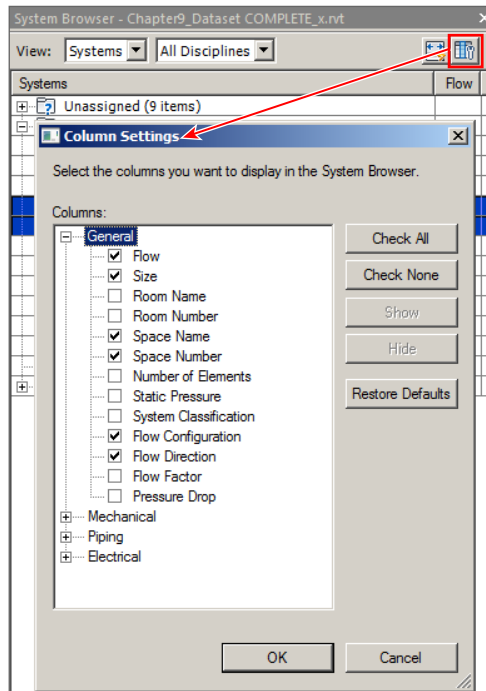 System Browser - Chapter9_Dataset COMPLETE_x.rvt
View: Systems All Disciplines
Systems Flow
Unassigned (9 items)
Column Settings
Select the columns you want to display in the System Browser.
Columns:
General
Check All
Flow
Size
Check None
Room Name
Room Number
Show
Space Name
Space Number
Hide
Number of Elements
Static Pressure
Restore Defaults
System Classification
Flow Configuration
Flow Direction
Flow Factor
Pressure Drop
Mechanical
Piping
Electrical
OK Cancel